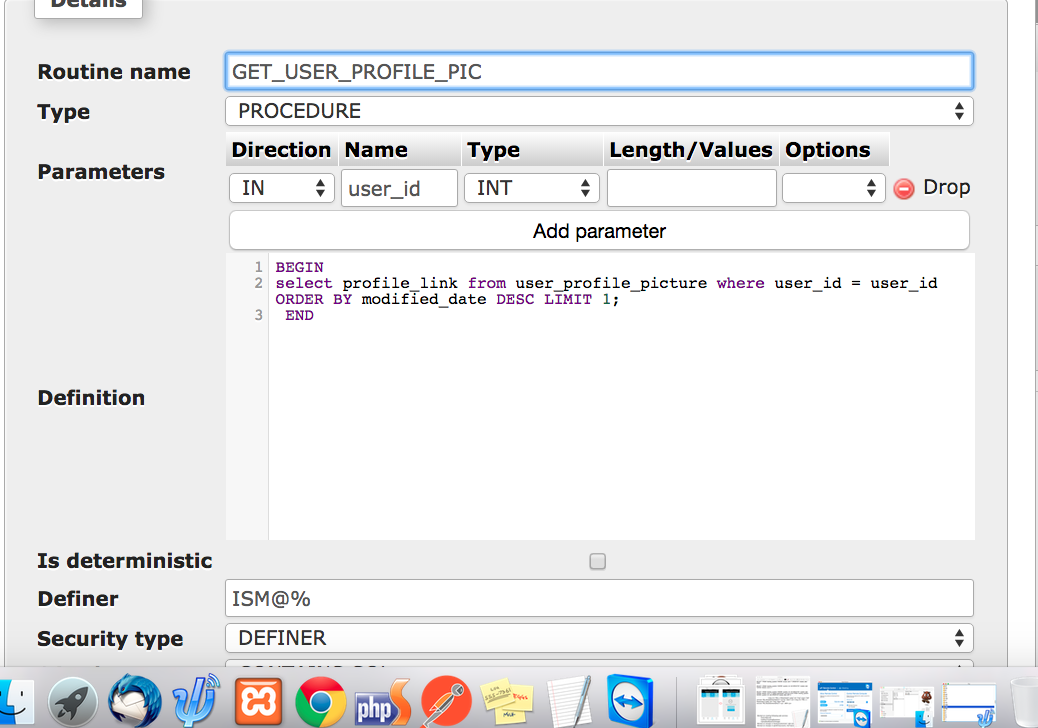 Details
Routine name GET_USER_PROFILE_PIC
Type PROCEDURE
Parameters
Direction Name Type Length/Values Options
IN user_id INT Drop
Add parameter
Definition
1 BEGIN
2 select profile_link from user_profile_picture where user_id = user_id
ORDER BY modified_date DESC LIMIT 1;
3 END
Is deterministic
Definer ISM@%
Security type DEFINER
php